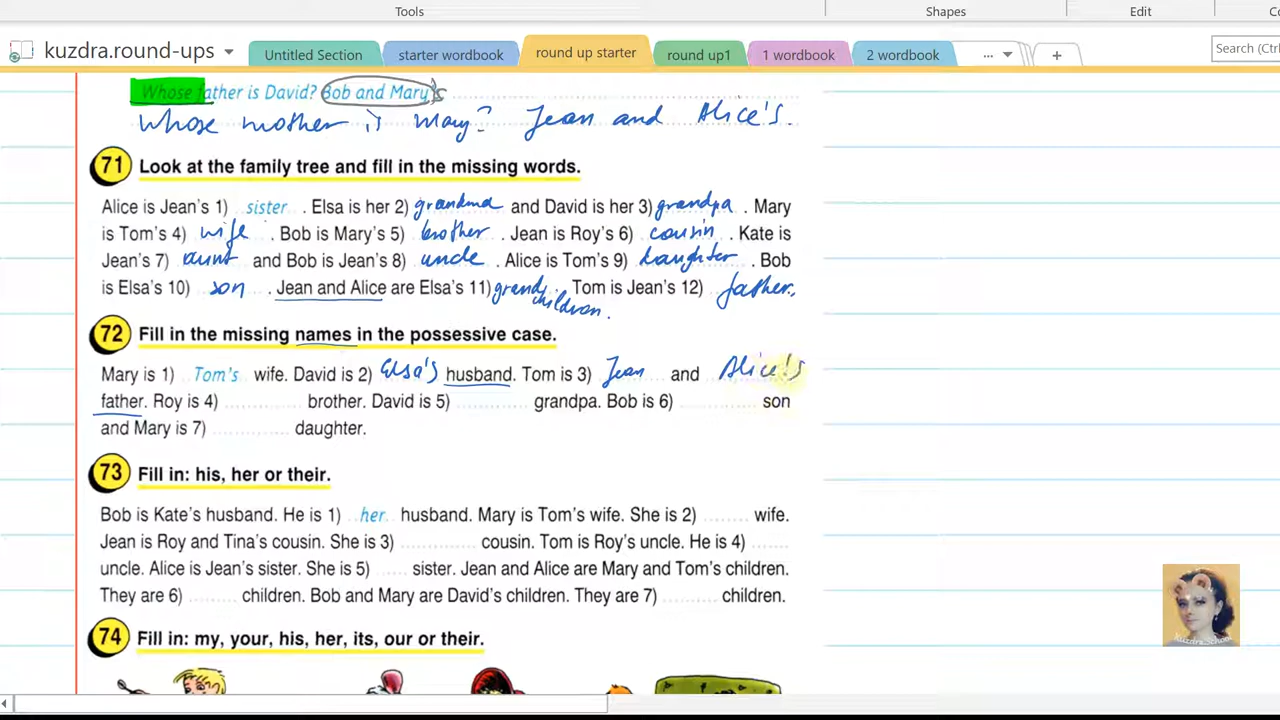 Tools Shapes Edit Co
kuzdra.round-ups Untitled Section starter wordbook round up starter round up1 1 wordbook 2 wordbook ... + Search (Ctrl
Whose father is David? Bob and Mary's
Whose mother is Mary? Jean and Alice's.
71 Look at the family tree and fill in the missing words.
Alice is Jean's 1) sister . Elsa is her 2) grandma and David is her 3) grandpa . Mary
is Tom's 4) wife . Bob is Mary's 5) brother . Jean is Roy's 6) cousin . Kate is
Jean's 7) aunt and Bob is Jean's 8) uncle . Alice is Tom's 9) daughter . Bob
is Elsa's 10) son . Jean and Alice are Elsa's 11) grand children. . Tom is Jean's 12) father.
72 Fill in the missing names in the possessive case.
Mary is 1) Tom's wife. David is 2) Elsa's husband. Tom is 3) Jean and Alice's
father. Roy is 4) brother. David is 5) grandpa. Bob is 6) son
and Mary is 7) daughter.
73 Fill in: his, her or their.
Bob is Kate's husband. He is 1) her husband. Mary is Tom's wife. She is 2) wife.
Jean is Roy and Tina's cousin. She is 3) cousin. Tom is Roy's uncle. He is 4)
uncle. Alice is Jean's sister. She is 5) sister. Jean and Alice are Mary and Tom's children.
They are 6) children. Bob and Mary are David's children. They are 7) children.
74 Fill in: my, your, his, her, its, our or their.
Kuzdra.School